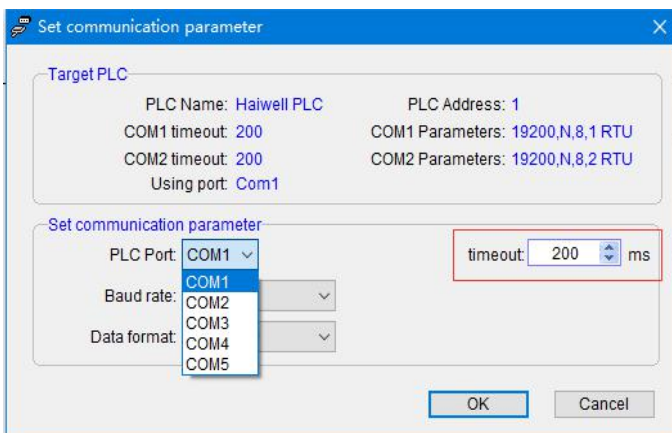 Set communication parameter
Target PLC
PLC Name: Haiwell PLC PLC Address: 1
COM1 timeout: 200 COM1 Parameters: 19200,N,8,1 RTU
COM2 timeout: 200 COM2 Parameters: 19200,N,8,2 RTU
Using port: Com1
Set communication parameter
PLC Port: COM1 timeout: 200 ms
COM1
Baud rate: COM2
COM3
Data format: COM4
COM5
OK Cancel